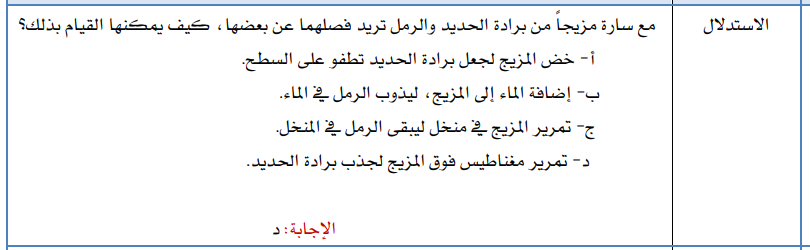 الاستدلال
مع سارة مزيجاً من برادة الحديد والرمل تريد فصلهما عن بعضها، كيف يمكنها القيام بذلك؟
أ- خض المزيج لجعل برادة الحديد تطفو على السطح.
ب- إضافة الماء إلى المزيج، ليذوب الرمل في الماء.
ج- تمرير المزيج في منخل ليبقى الرمل في المنخل.
د- تمرير مغناطيس فوق المزيج لجذب برادة الحديد.
الإجابة: د